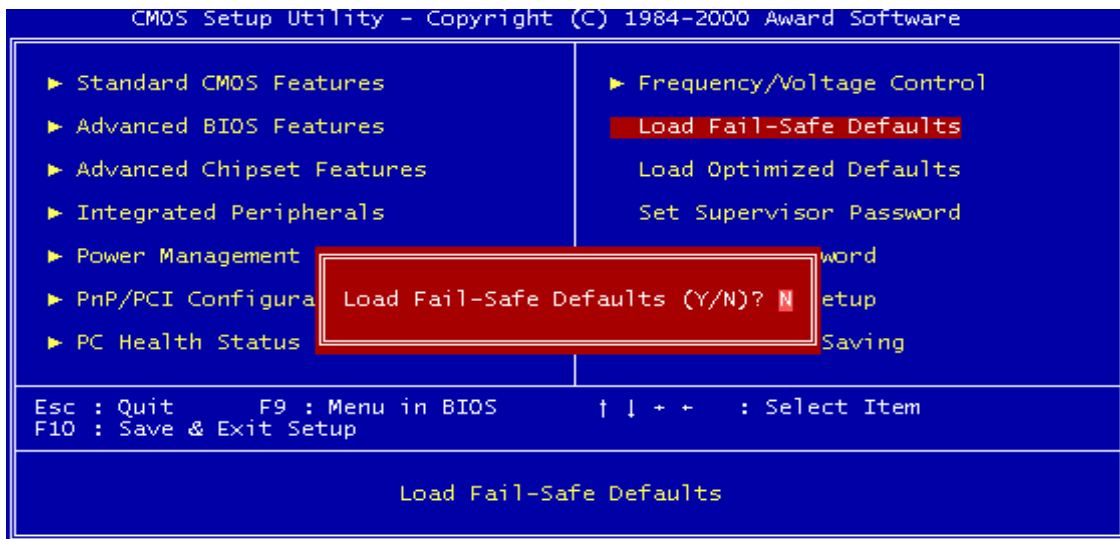 CMOS Setup Utility - Copyright (C) 1984-2000 Award Software
► Standard CMOS Features
► Advanced BIOS Features
► Advanced Chipset Features
► Integrated Peripherals
► Power Management
► PnP/PCI Configura
► PC Health Status
► Frequency/Voltage Control
Load Fail-Safe Defaults
Load Optimized Defaults
Set Supervisor Password
word
etup
Saving
Load Fail-Safe Defaults (Y/N)? N
Esc : Quit F9 : Menu in BIOS ↑ ↓ → ← : Select Item
F10 : Save & Exit Setup
Load Fail-Safe Defaults